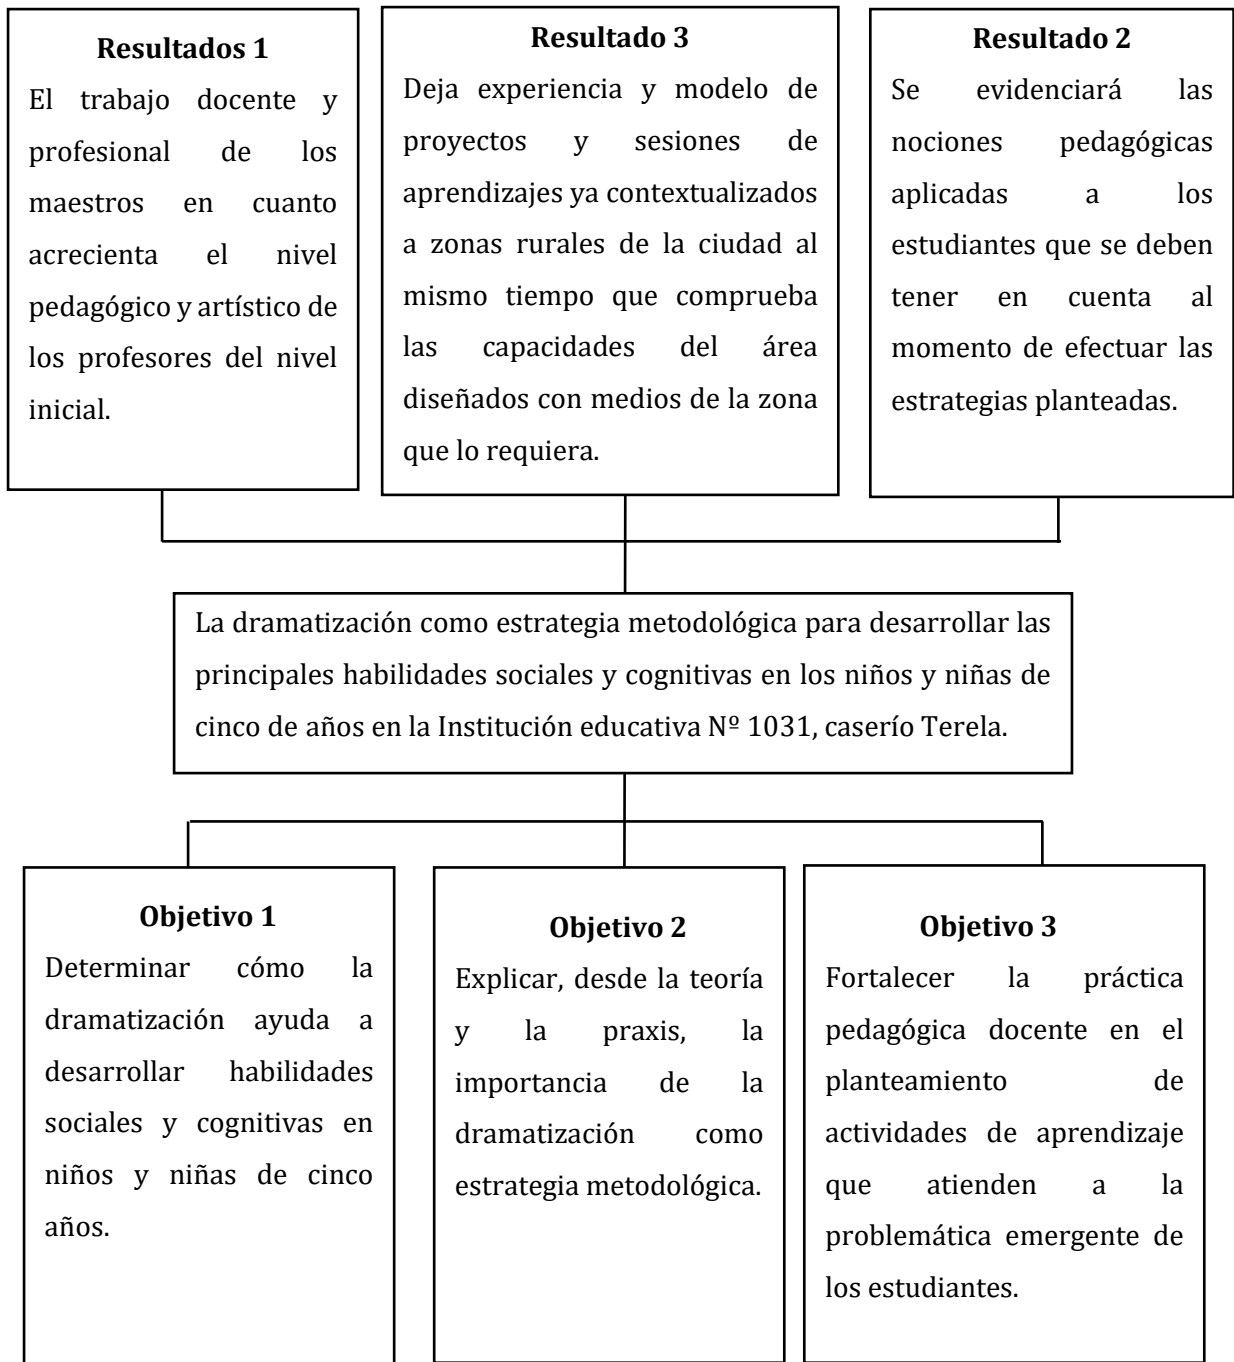 Resultados 1
El trabajo docente y
profesional de los
maestros en cuanto
acrecienta el nivel
pedagógico y artístico de
los profesores del nivel
inicial.
Resultado 3
Deja experiencia y modelo de
proyectos y sesiones de
aprendizajes ya contextualizados
a zonas rurales de la ciudad al
mismo tiempo que comprueba
las capacidades del área
diseñados con medios de la zona
que lo requiera.
Resultado 2
Se evidenciará las
nociones pedagógicas
aplicadas a los
estudiantes que se deben
tener en cuenta al
momento de efectuar las
estrategias planteadas.
La dramatización como estrategia metodológica para desarrollar las
principales habilidades sociales y cognitivas en los niños y niñas de
cinco de años en la Institución educativa Nº 1031, caserío Terela.
Objetivo 1
Determinar cómo la
dramatización ayuda a
desarrollar habilidades
sociales y cognitivas en
niños y niñas de cinco
años.
Objetivo 2
Explicar, desde la teoría
y la praxis, la
importancia de la
dramatización como
estrategia metodológica.
Objetivo 3
Fortalecer la práctica
pedagógica docente en el
planteamiento de
actividades de aprendizaje
que atienden a la
problemática emergente de
los estudiantes.